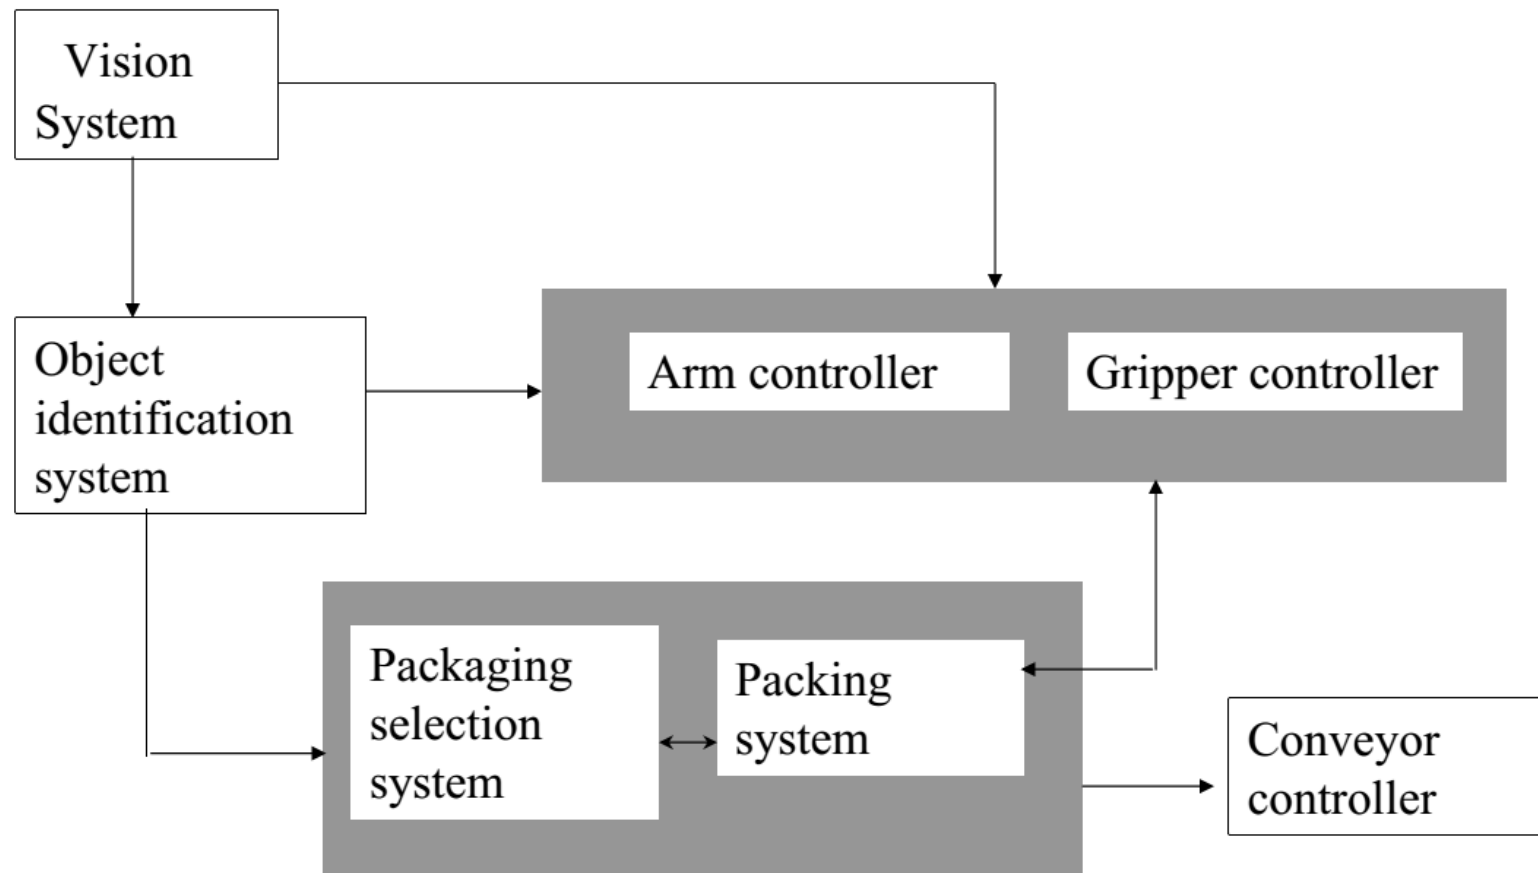 Vision
System
Object
identification
system
Arm controller
Gripper controller
Packaging
selection
system
Packing
system
Conveyor
controller